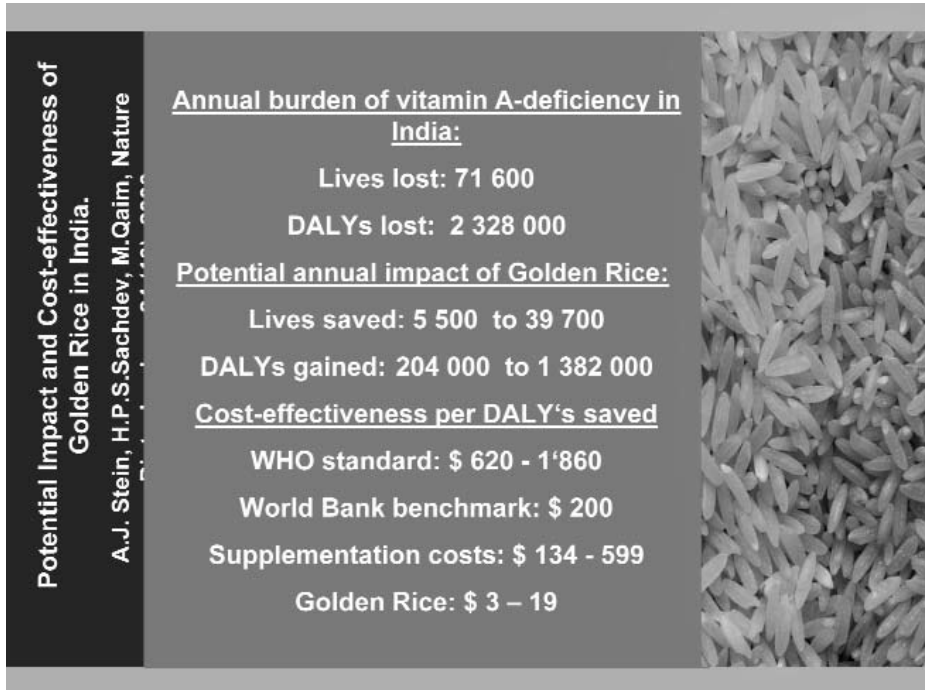 Potential Impact and Cost-effectiveness of
Golden Rice in India.
A.J. Stein, H.P.S.Sachdev, M.Qaim, Nature
Annual burden of vitamin A-deficiency in
India:
Lives lost: 71 600
DALYs lost: 2 328 000
Potential annual impact of Golden Rice:
Lives saved: 5 500 to 39 700
DALYs gained: 204 000 to 1 382 000
Cost-effectiveness per DALY‘s saved
WHO standard: $ 620 - 1‘860
World Bank benchmark: $ 200
Supplementation costs: $ 134 - 599
Golden Rice: $ 3 – 19